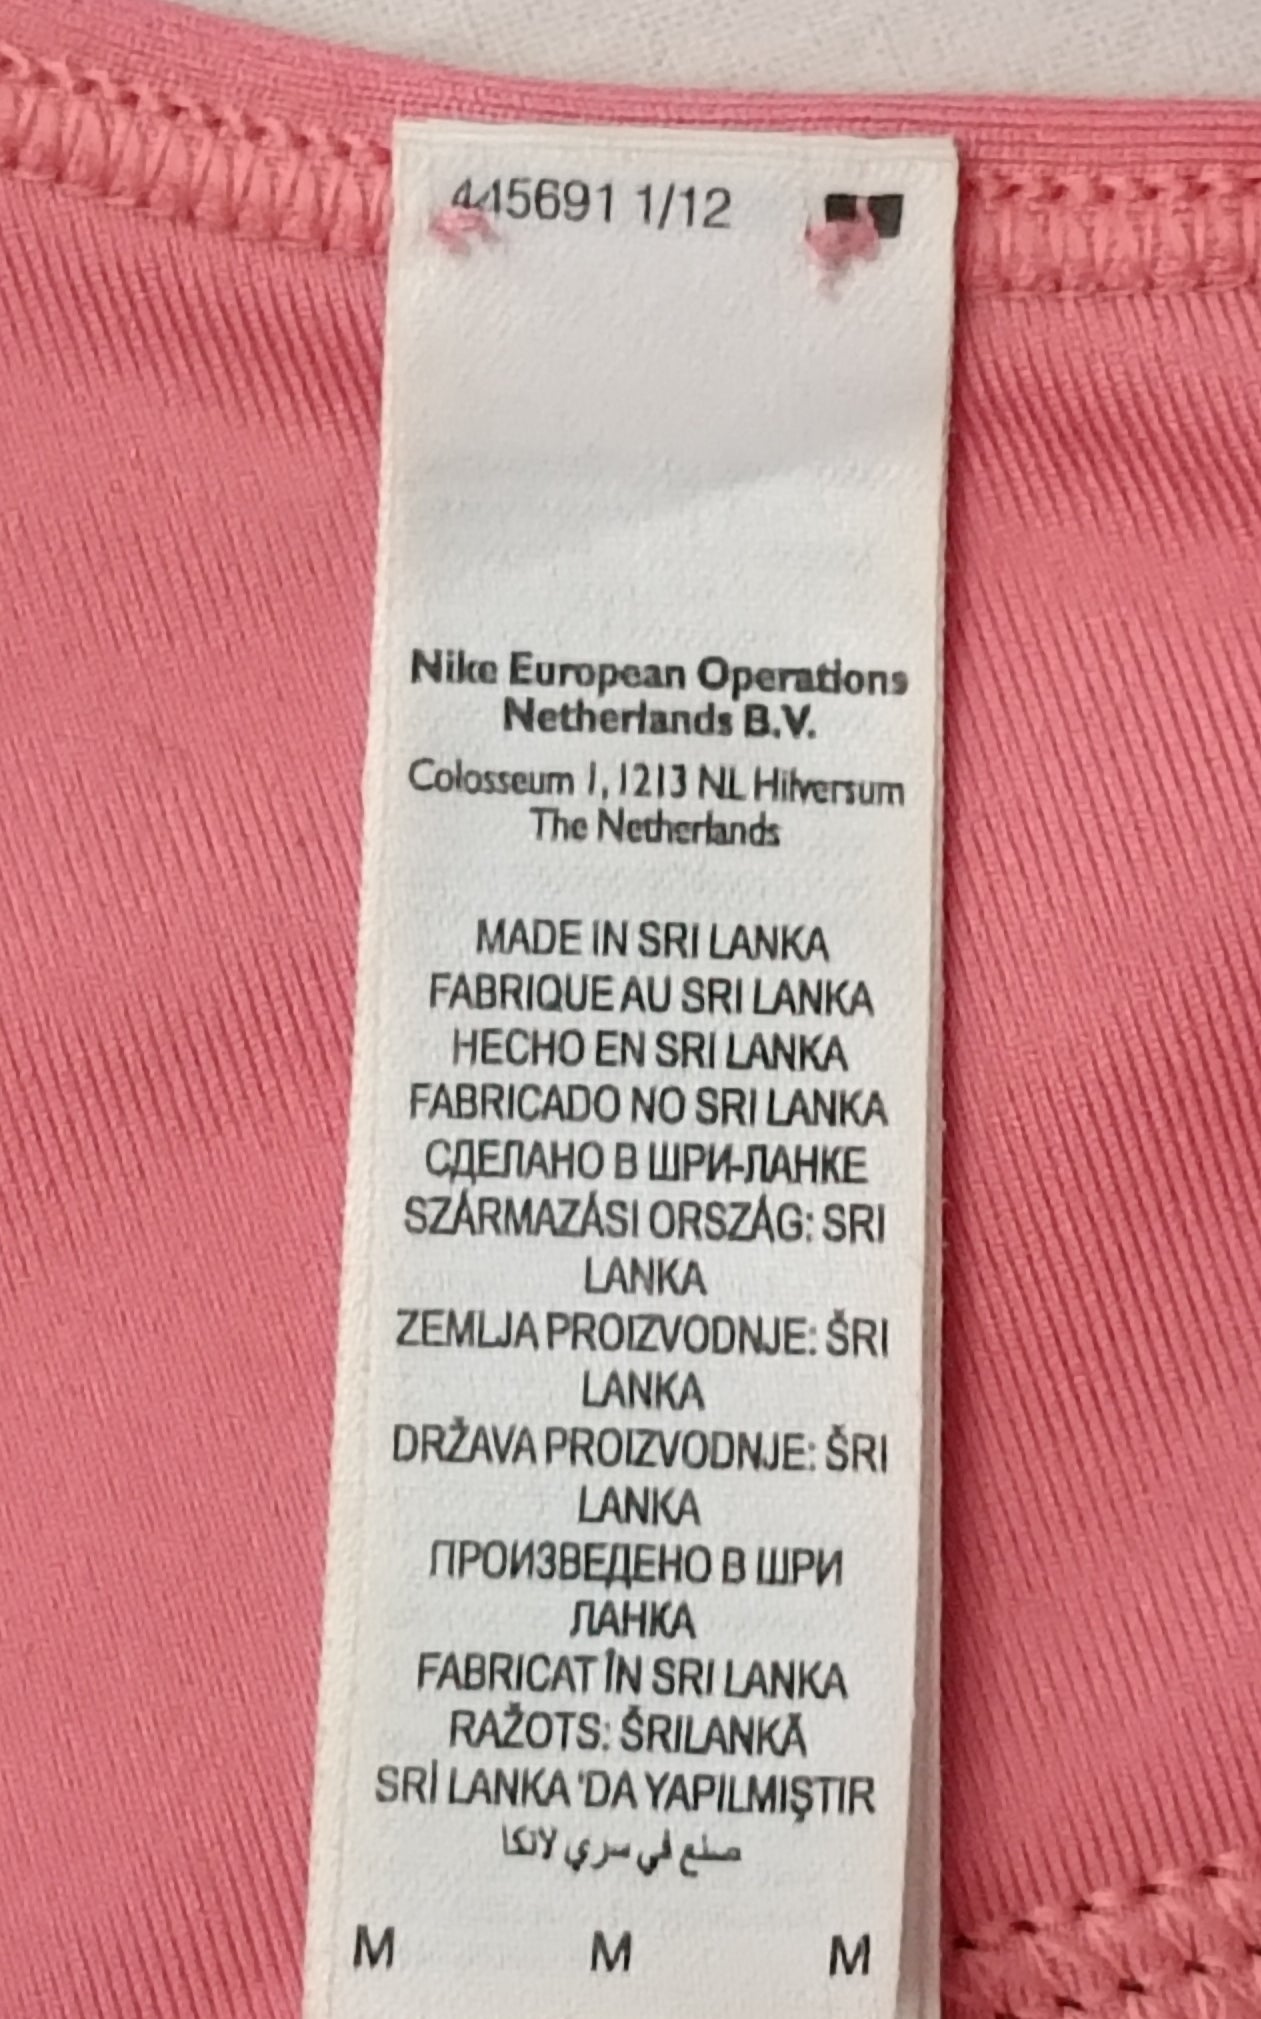 445691 1/12
Nike European Operations
Netherlands B.V.
Colosseum 1, 1213 NL Hilversum
The Netherlands
MADE IN SRI LANKA
FABRIQUE AU SRI LANKA
HECHO EN SRI LANKA
FABRICADO NO SRI LANKA
СДЕЛАНО В ШРИ-ЛАНКЕ
SZÁRMAZÁSI ORSZÁG: SRI
LANKA
ZEMLJA PROIZVODNJE: ŠRI
LANKA
DRŽAVA PROIZVODNJE: ŠRI
LANKA
ПРОИЗВЕДЕНО В ШРИ
ЛАНКА
FABRICAT ÎN SRI LANKA
RAŽOTS: ŠRILANKĀ
SRİ LANKA 'DA YAPILMIŞTIR
صنع في سري لانكا
M M M